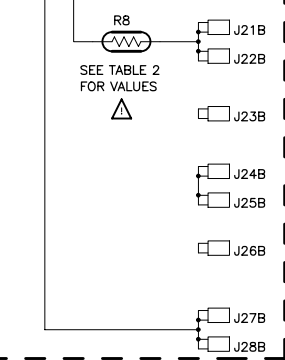 R8
J21B
J22B
SEE TABLE 2
FOR VALUES
!
J23B
J24B
J25B
J26B
J27B
J28B